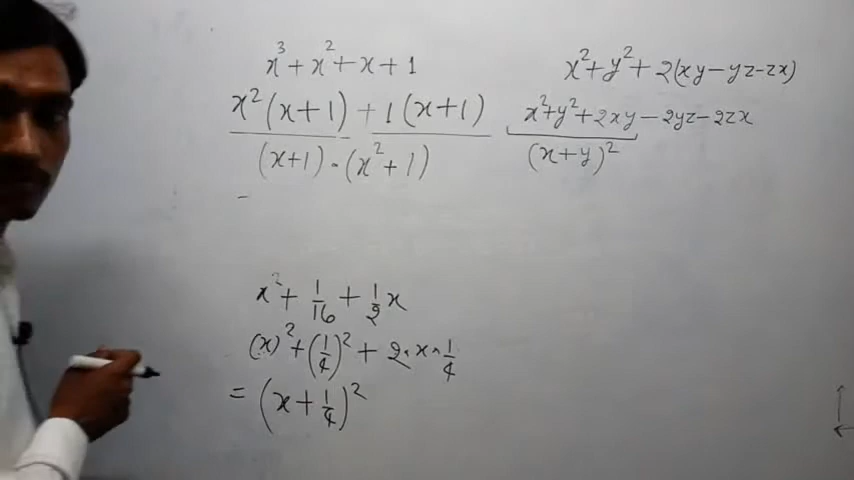 x³ + x² + x + 1
x²(x+1) + 1(x+1)
(x+1) · (x² + 1)
–
x² + y² + 2(xy – yz – zx)
x² + y² + 2xy – 2yz – 2zx
(x+y)²
x² + 1/16 + 1/2 x
(x)² + (1/4)² + 2 · x · 1/4
= (x + 1/4)²